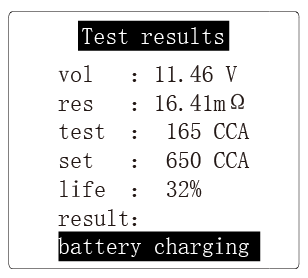 Test results
vol : 11.46 V
res : 16.41mΩ
test : 165 CCA
set : 650 CCA
life : 32%
result:
battery charging